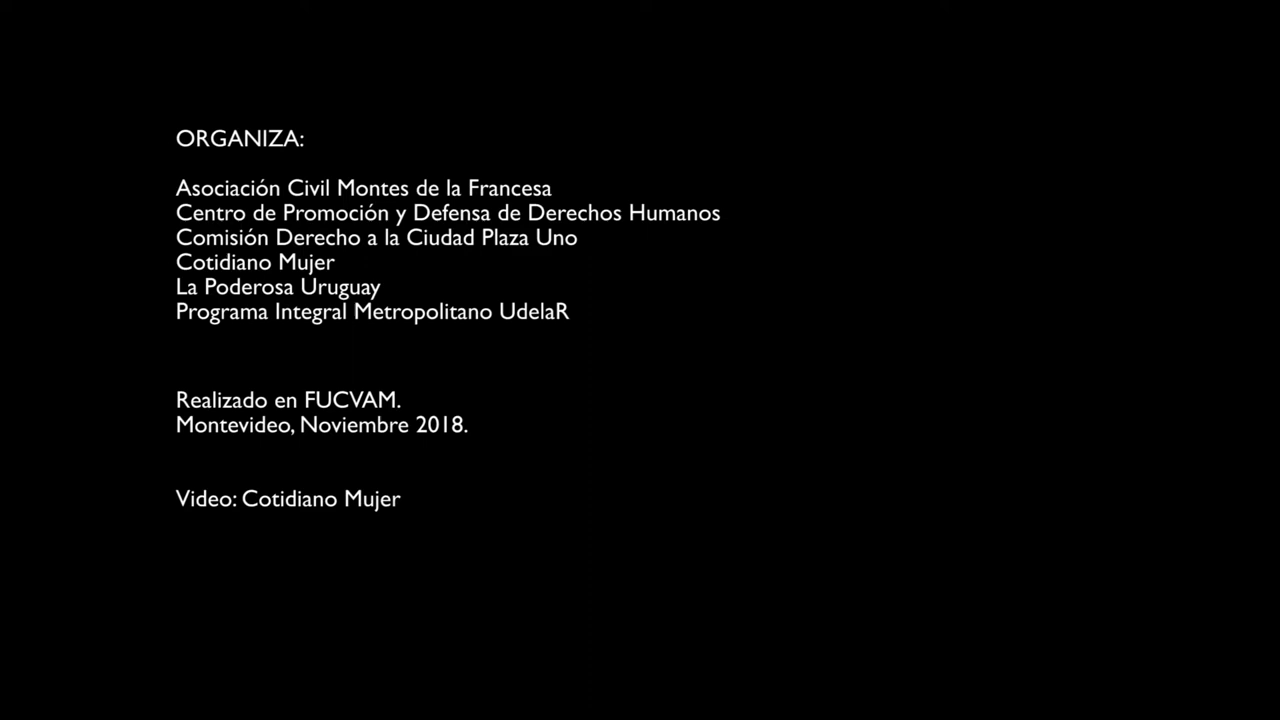 ORGANIZA:
Asociación Civil Montes de la Francesa
Centro de Promoción y Defensa de Derechos Humanos
Comisión Derecho a la Ciudad Plaza Uno
Cotidiano Mujer
La Poderosa Uruguay
Programa Integral Metropolitano UdelaR
Realizado en FUCVAM.
Montevideo, Noviembre 2018.
Video: Cotidiano Mujer